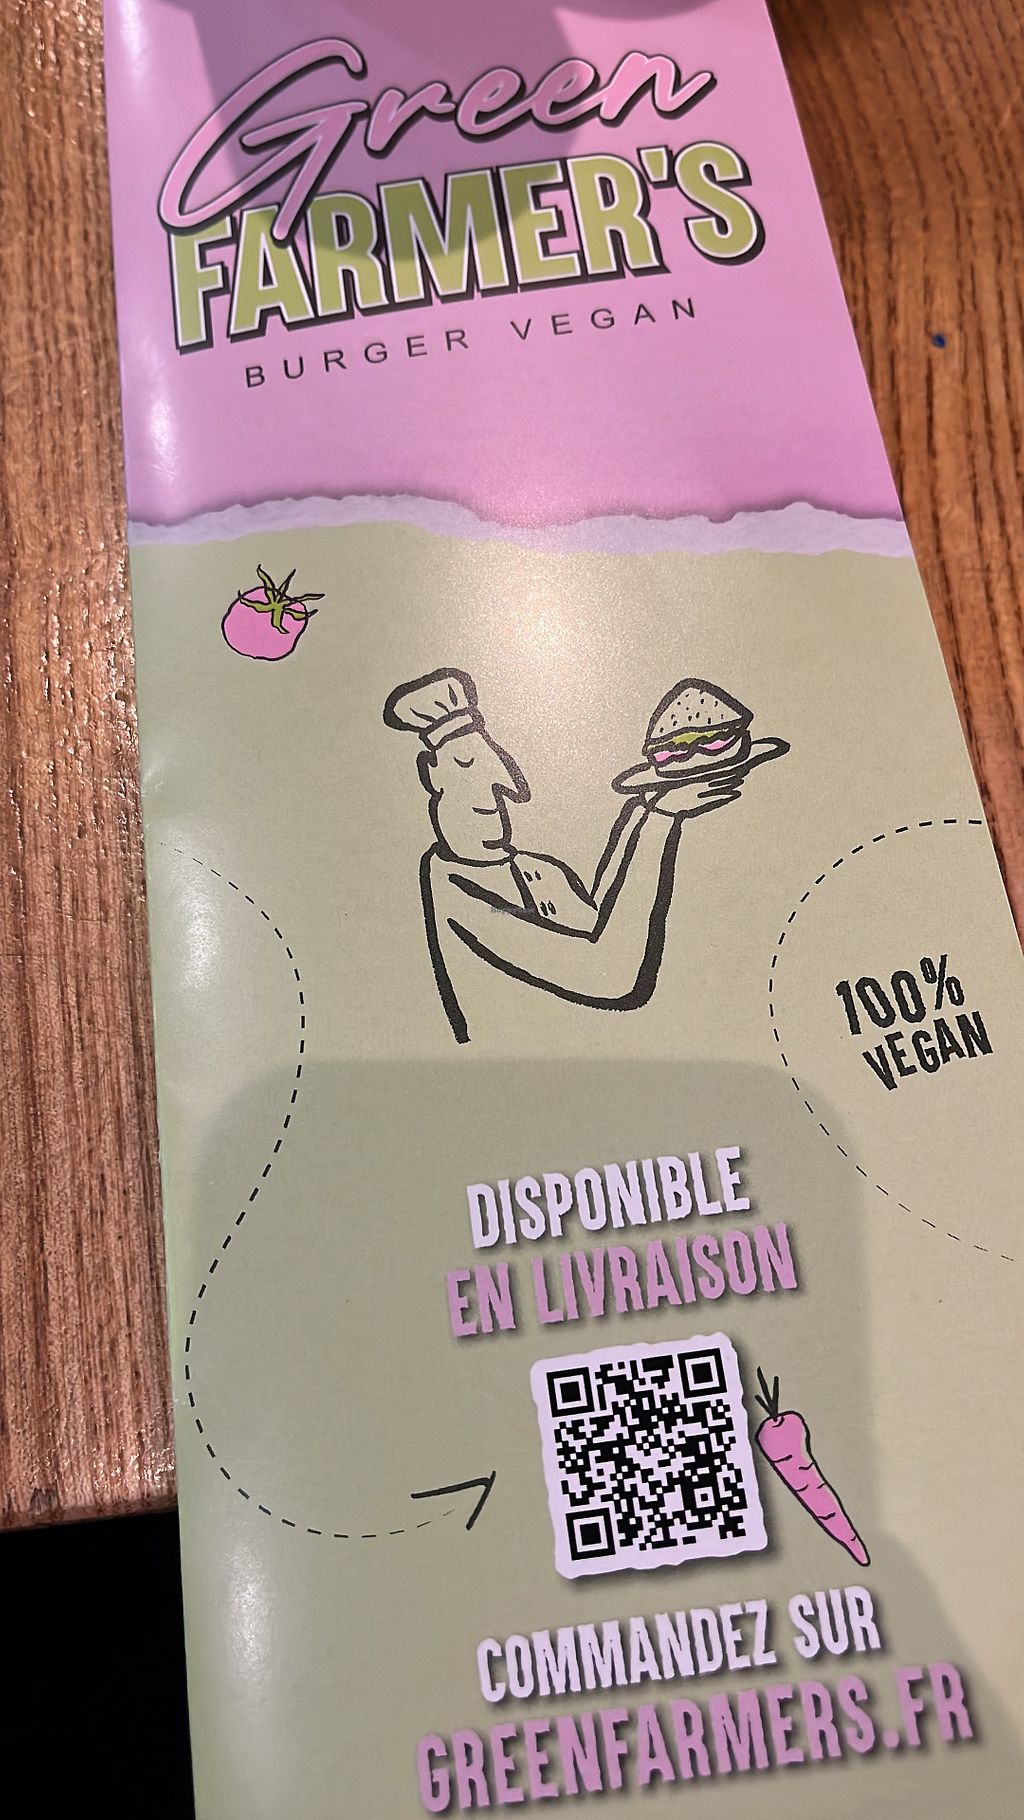 Green
FARMER'S
BURGER VEGAN
100%
VEGAN
DISPONIBLE
EN LIVRAISON
COMMANDEZ SUR
GREENFARMERS.FR